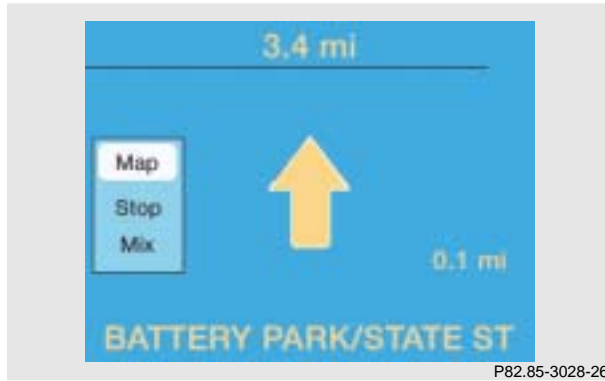 3.4 mi
Map
Stop
Mix
0.1 mi
BATTERY PARK/STATE ST
P82.85-3028-26